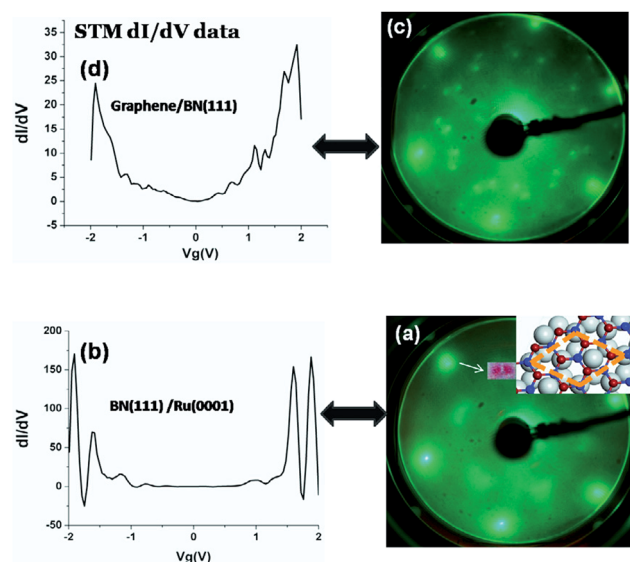 STM dI/dV data
(d)
Graphene/BN(111)
dI/dV
35
30
25
20
15
10
5
0
-2
-1
0
1
2
Vg(V)
(c)
(b)
BN(111) /Ru(0001)
dI/dV
200
150
100
50
0
-50
-2
-1
0
1
2
Vg(V)
(a)